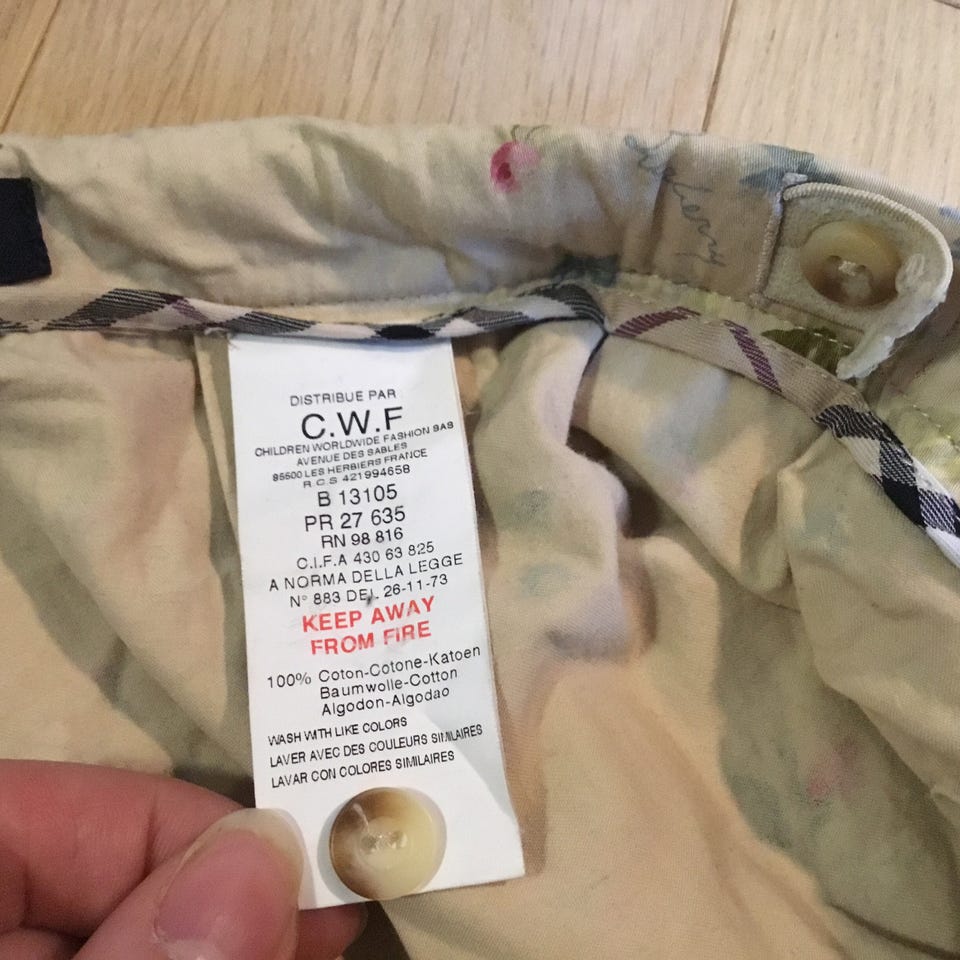 DISTRIBUE PAR
C.W.F
CHILDREN WORLDWIDE FASHION SAS
AVENUE DES SABLES
85500 LES HERBIERS FRANCE
R.C.S 421994658
B 13105
PR 27 635
RN 98 816
C.I.F.A 430 63 825
A NORMA DELLA LEGGE
N° 883 DEL 26-11-73
KEEP AWAY
FROM FIRE
100% Coton-Cotone-Katoen
Baumwolle-Cotton
Algodon-Algodao
WASH WITH LIKE COLORS
LAVER AVEC DES COULEURS SIMILAIRES
LAVAR CON COLORES SIMILAIRES